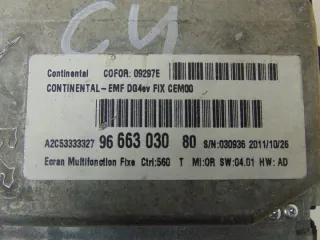 C4
Continental COFOR: 09297E
CONTINENTAL-EMF DG4ev FIX CEM00
A2C53333327 96 663 030 80 S/N:030936 2011/10/26
Ecran Multifonction Fixe Ctrl:560 T MI:OR SW:04.01 HW: AD